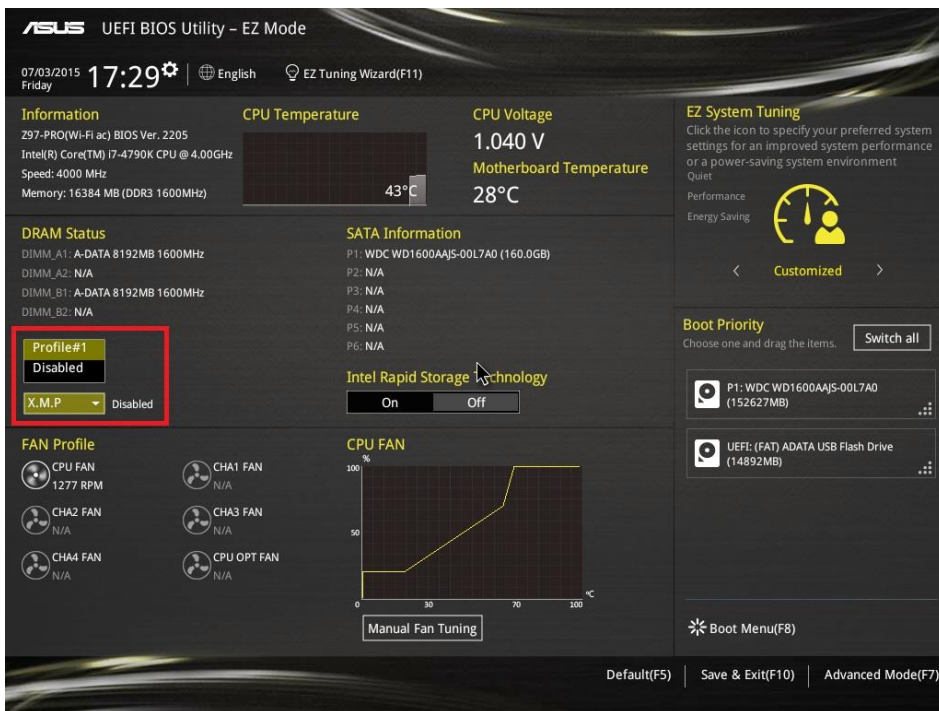 ASUS UEFI BIOS Utility – EZ Mode
07/03/2015
Friday
17:29
English
EZ Tuning Wizard(F11)
Information
Z97-PRO(Wi-Fi ac) BIOS Ver. 2205
Intel(R) Core(TM) i7-4790K CPU @ 4.00GHz
Speed: 4000 MHz
Memory: 16384 MB (DDR3 1600MHz)
CPU Temperature
43°C
CPU Voltage
1.040 V
Motherboard Temperature
28°C
EZ System Tuning
Click the icon to specify your preferred system
settings for an improved system performance
or a power-saving system environment
Quiet
Performance
Energy Saving
Customized
DRAM Status
DIMM_A1: A-DATA 8192MB 1600MHz
DIMM_A2: N/A
DIMM_B1: A-DATA 8192MB 1600MHz
DIMM_B2: N/A
Profile#1
Disabled
X.M.P
Disabled
SATA Information
P1: WDC WD1600AAJS-00L7A0 (160.0GB)
P2: N/A
P3: N/A
P4: N/A
P5: N/A
P6: N/A
Intel Rapid Storage Technology
On
Off
Boot Priority
Choose one and drag the items.
Switch all
P1: WDC WD1600AAJS-00L7A0
(152627MB)
UEFI: (FAT) ADATA USB Flash Drive
(14892MB)
FAN Profile
CPU FAN
1277 RPM
CHA1 FAN
N/A
CHA2 FAN
N/A
CHA3 FAN
N/A
CHA4 FAN
N/A
CPU OPT FAN
N/A
CPU FAN
%
100
50
0
30
70
100
°C
Manual Fan Tuning
Boot Menu(F8)
Default(F5)
Save & Exit(F10)
Advanced Mode(F7)